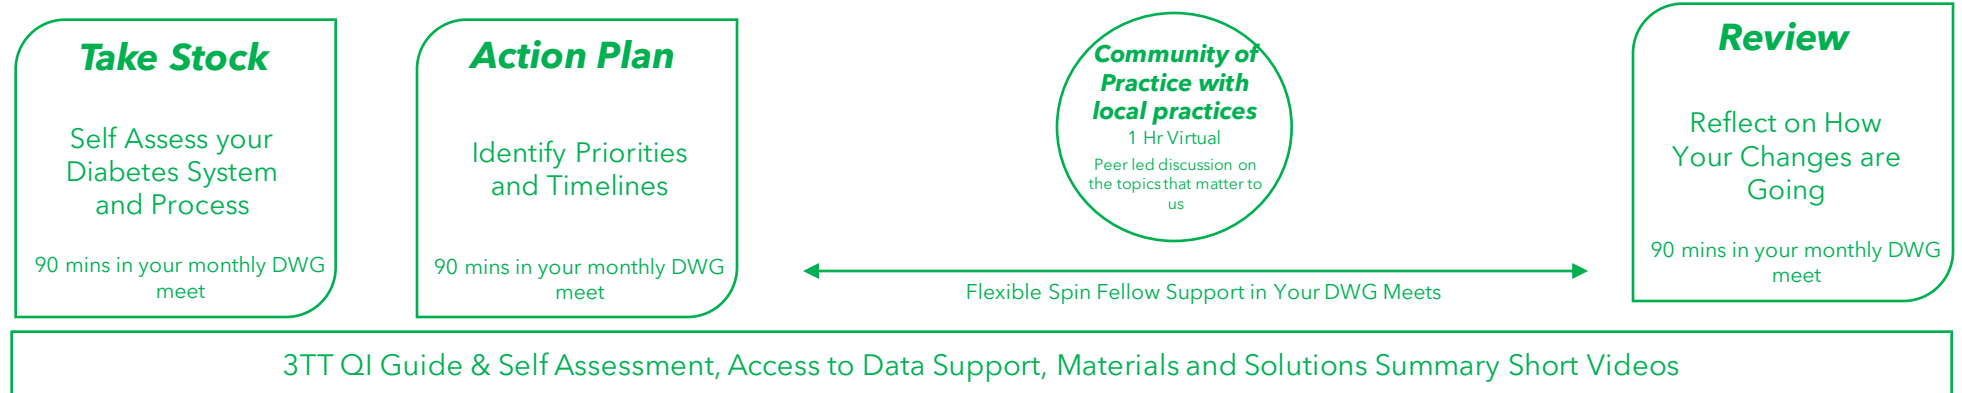 Take Stock
Self Assess your
Diabetes System
and Process
90 mins in your monthly DWG
meet
Action Plan
Identify Priorities
and Timelines
90 mins in your monthly DWG
meet
Community of
Practice with
local practices
1 Hr Virtual
Peer led discussion on
the topics that matter to
us
Flexible Spin Fellow Support in Your DWG Meets
Review
Reflect on How
Your Changes are
Going
90 mins in your monthly DWG
meet
3TT QI Guide & Self Assessment, Access to Data Support, Materials and Solutions Summary Short Videos